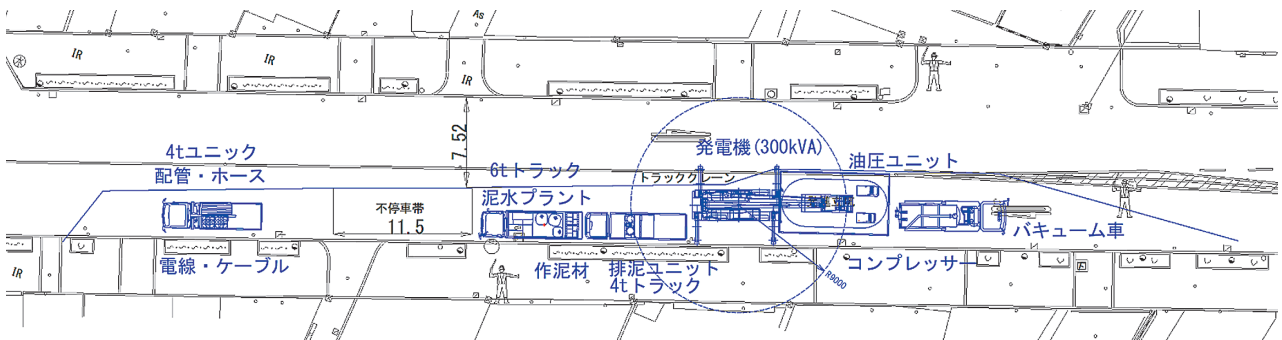 As
IR
IR
IR
IR
7.52
4tユニック
配管・ホース
6tトラック
泥水プラント
トラッククレーン
発電機(300kVA)
油圧ユニット
不停車帯
11.5
バキューム車
電線・ケーブル
作泥材
排泥ユニット
4tトラック
コンプレッサー
R9000